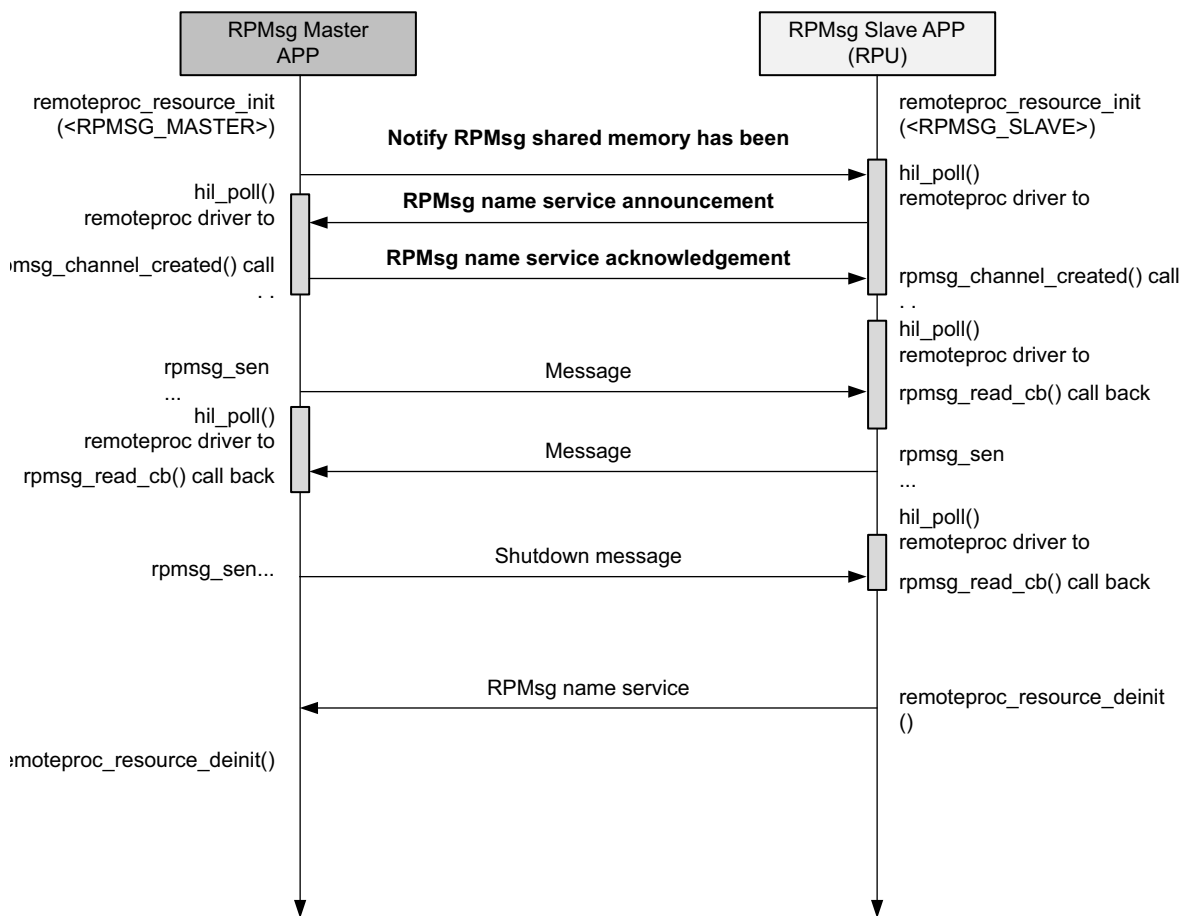 RPMsg Master
APP
RPMsg Slave APP
(RPU)
remoteproc_resource_init
(<RPMSG_MASTER>)
remoteproc_resource_init
(<RPMSG_SLAVE>)
Notify RPMsg shared memory has been
hil_poll()
remoteproc driver to
hil_poll()
remoteproc driver to
RPMsg name service announcement
RPMsg name service acknowledgement
pmsg_channel_created() call
. .
rpmsg_channel_created() call
. .
hil_poll()
remoteproc driver to
rpmsg_sen
...
Message
rpmsg_read_cb() call back
hil_poll()
remoteproc driver to
rpmsg_read_cb() call back
Message
rpmsg_sen
...
hil_poll()
remoteproc driver to
rpmsg_sen...
Shutdown message
rpmsg_read_cb() call back
RPMsg name service
remoteproc_resource_deinit
()
emoteproc_resource_deinit()